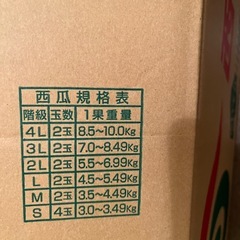 西瓜規格表
階級 玉数 1果重量
4L 2玉 8.5~10.0Kg
3L 2玉 7.0~8.49Kg
2L 2玉 5.5~6.99Kg
L 2玉 4.5~5.49Kg
M 2玉 3.5~4.49Kg
S 4玉 3.0~3.49Kg